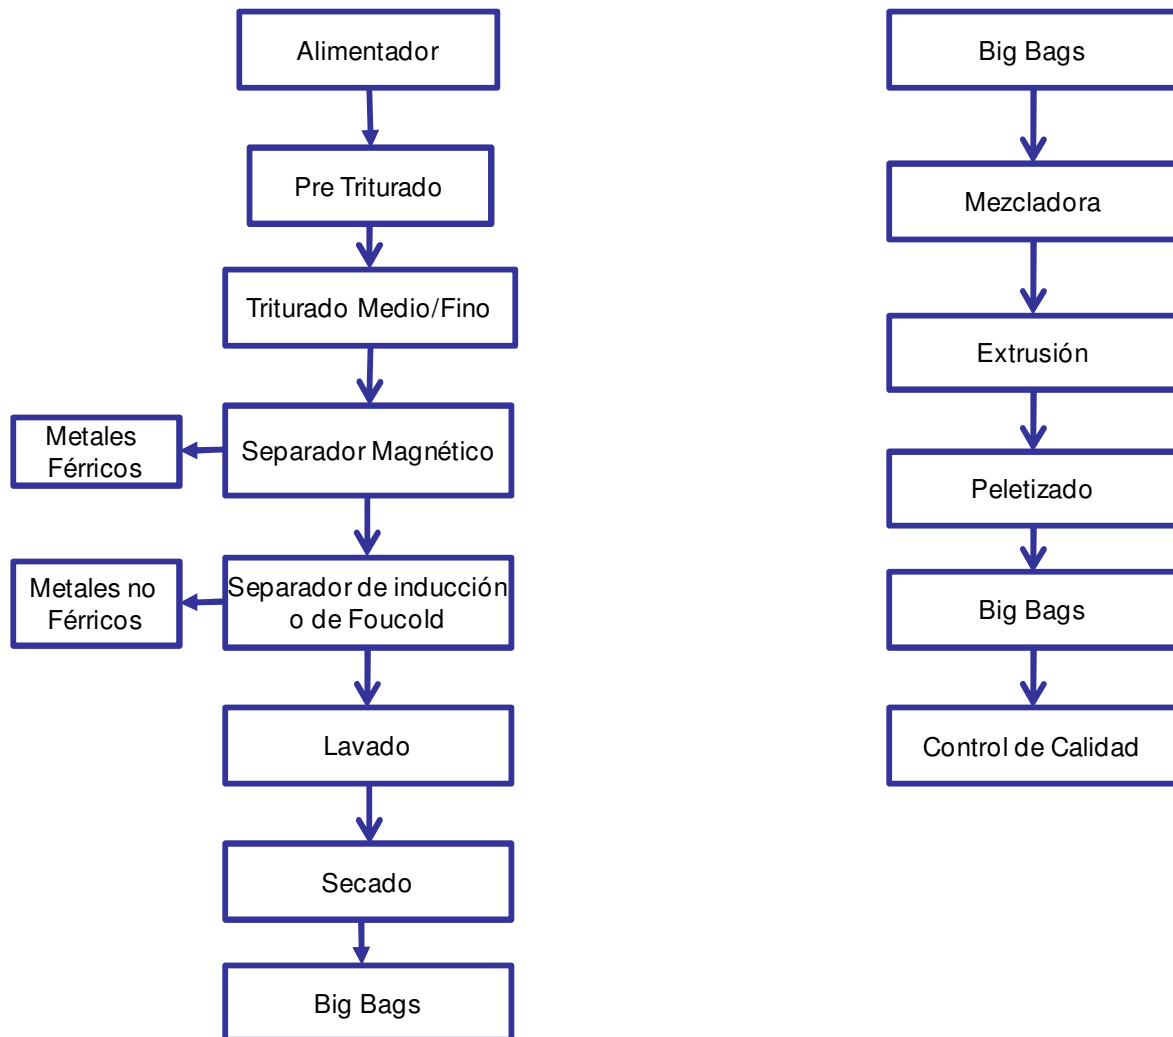 Alimentador
Pre Triturado
Triturado Medio/Fino
Separador Magnético
Metales
Férricos
Separador de inducción
o de Foucold
Metales no
Férricos
Lavado
Secado
Big Bags
Big Bags
Mezcladora
Extrusión
Peletizado
Big Bags
Control de Calidad